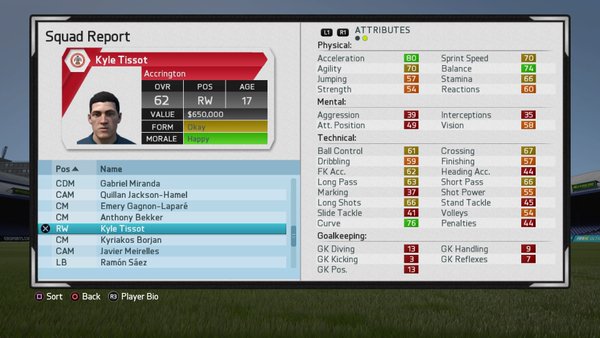 Squad Report
Kyle Tissot
Accrington
OVR POS AGE
62 RW 17
VALUE $650,000
FORM Okay
MORALE Happy
Pos Name
CDM Gabriel Miranda
CAM Quillan Jackson-Hamel
CM Emery Gagnon-Laparé
CM Anthony Bekker
RW Kyle Tissot
CM Kyriakos Borjan
CAM Javier Meirelles
LB Ramón Sáez
L1 R1 ATTRIBUTES
Physical:
Acceleration 80 Sprint Speed 70
Agility 70 Balance 74
Jumping 57 Stamina 66
Strength 54 Reactions 60
Mental:
Aggression 39 Interceptions 35
Att. Position 49 Vision 58
Technical:
Ball Control 61 Crossing 67
Dribbling 59 Finishing 57
FK Acc. 62 Heading Acc. 44
Long Pass 63 Short Pass 66
Marking 37 Shot Power 55
Long Shots 66 Stand Tackle 45
Slide Tackle 41 Volleys 54
Curve 76 Penalties 44
Goalkeeping:
GK Diving 13 GK Handling 9
GK Kicking 3 GK Reflexes 7
GK Pos. 13
Sort Back R3 Player Bio